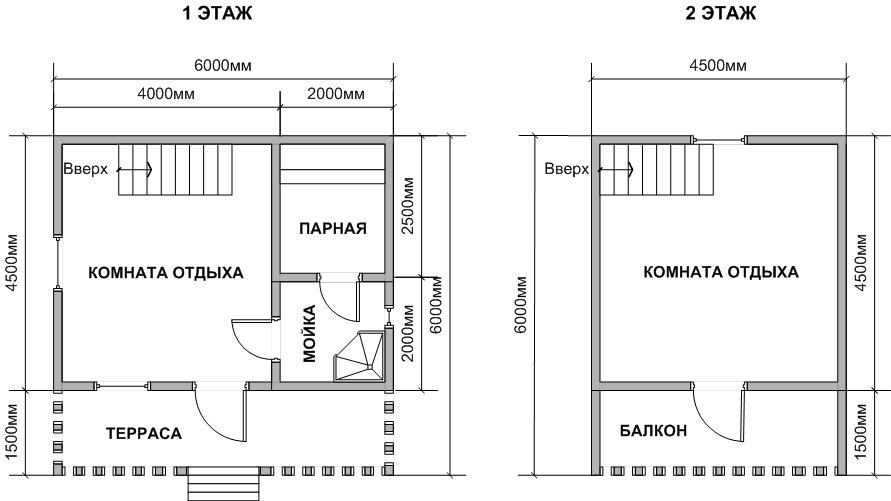 1 ЭТАЖ
2 ЭТАЖ
6000мм
4000мм
2000мм
4500мм
Вверх
ПАРНАЯ
КОМНАТА ОТДЫХА
МОЙКА
ТЕРРАСА
4500мм
1500мм
2500мм
2000мм
6000мм
Вверх
КОМНАТА ОТДЫХА
БАЛКОН
6000мм
4500мм
1500мм